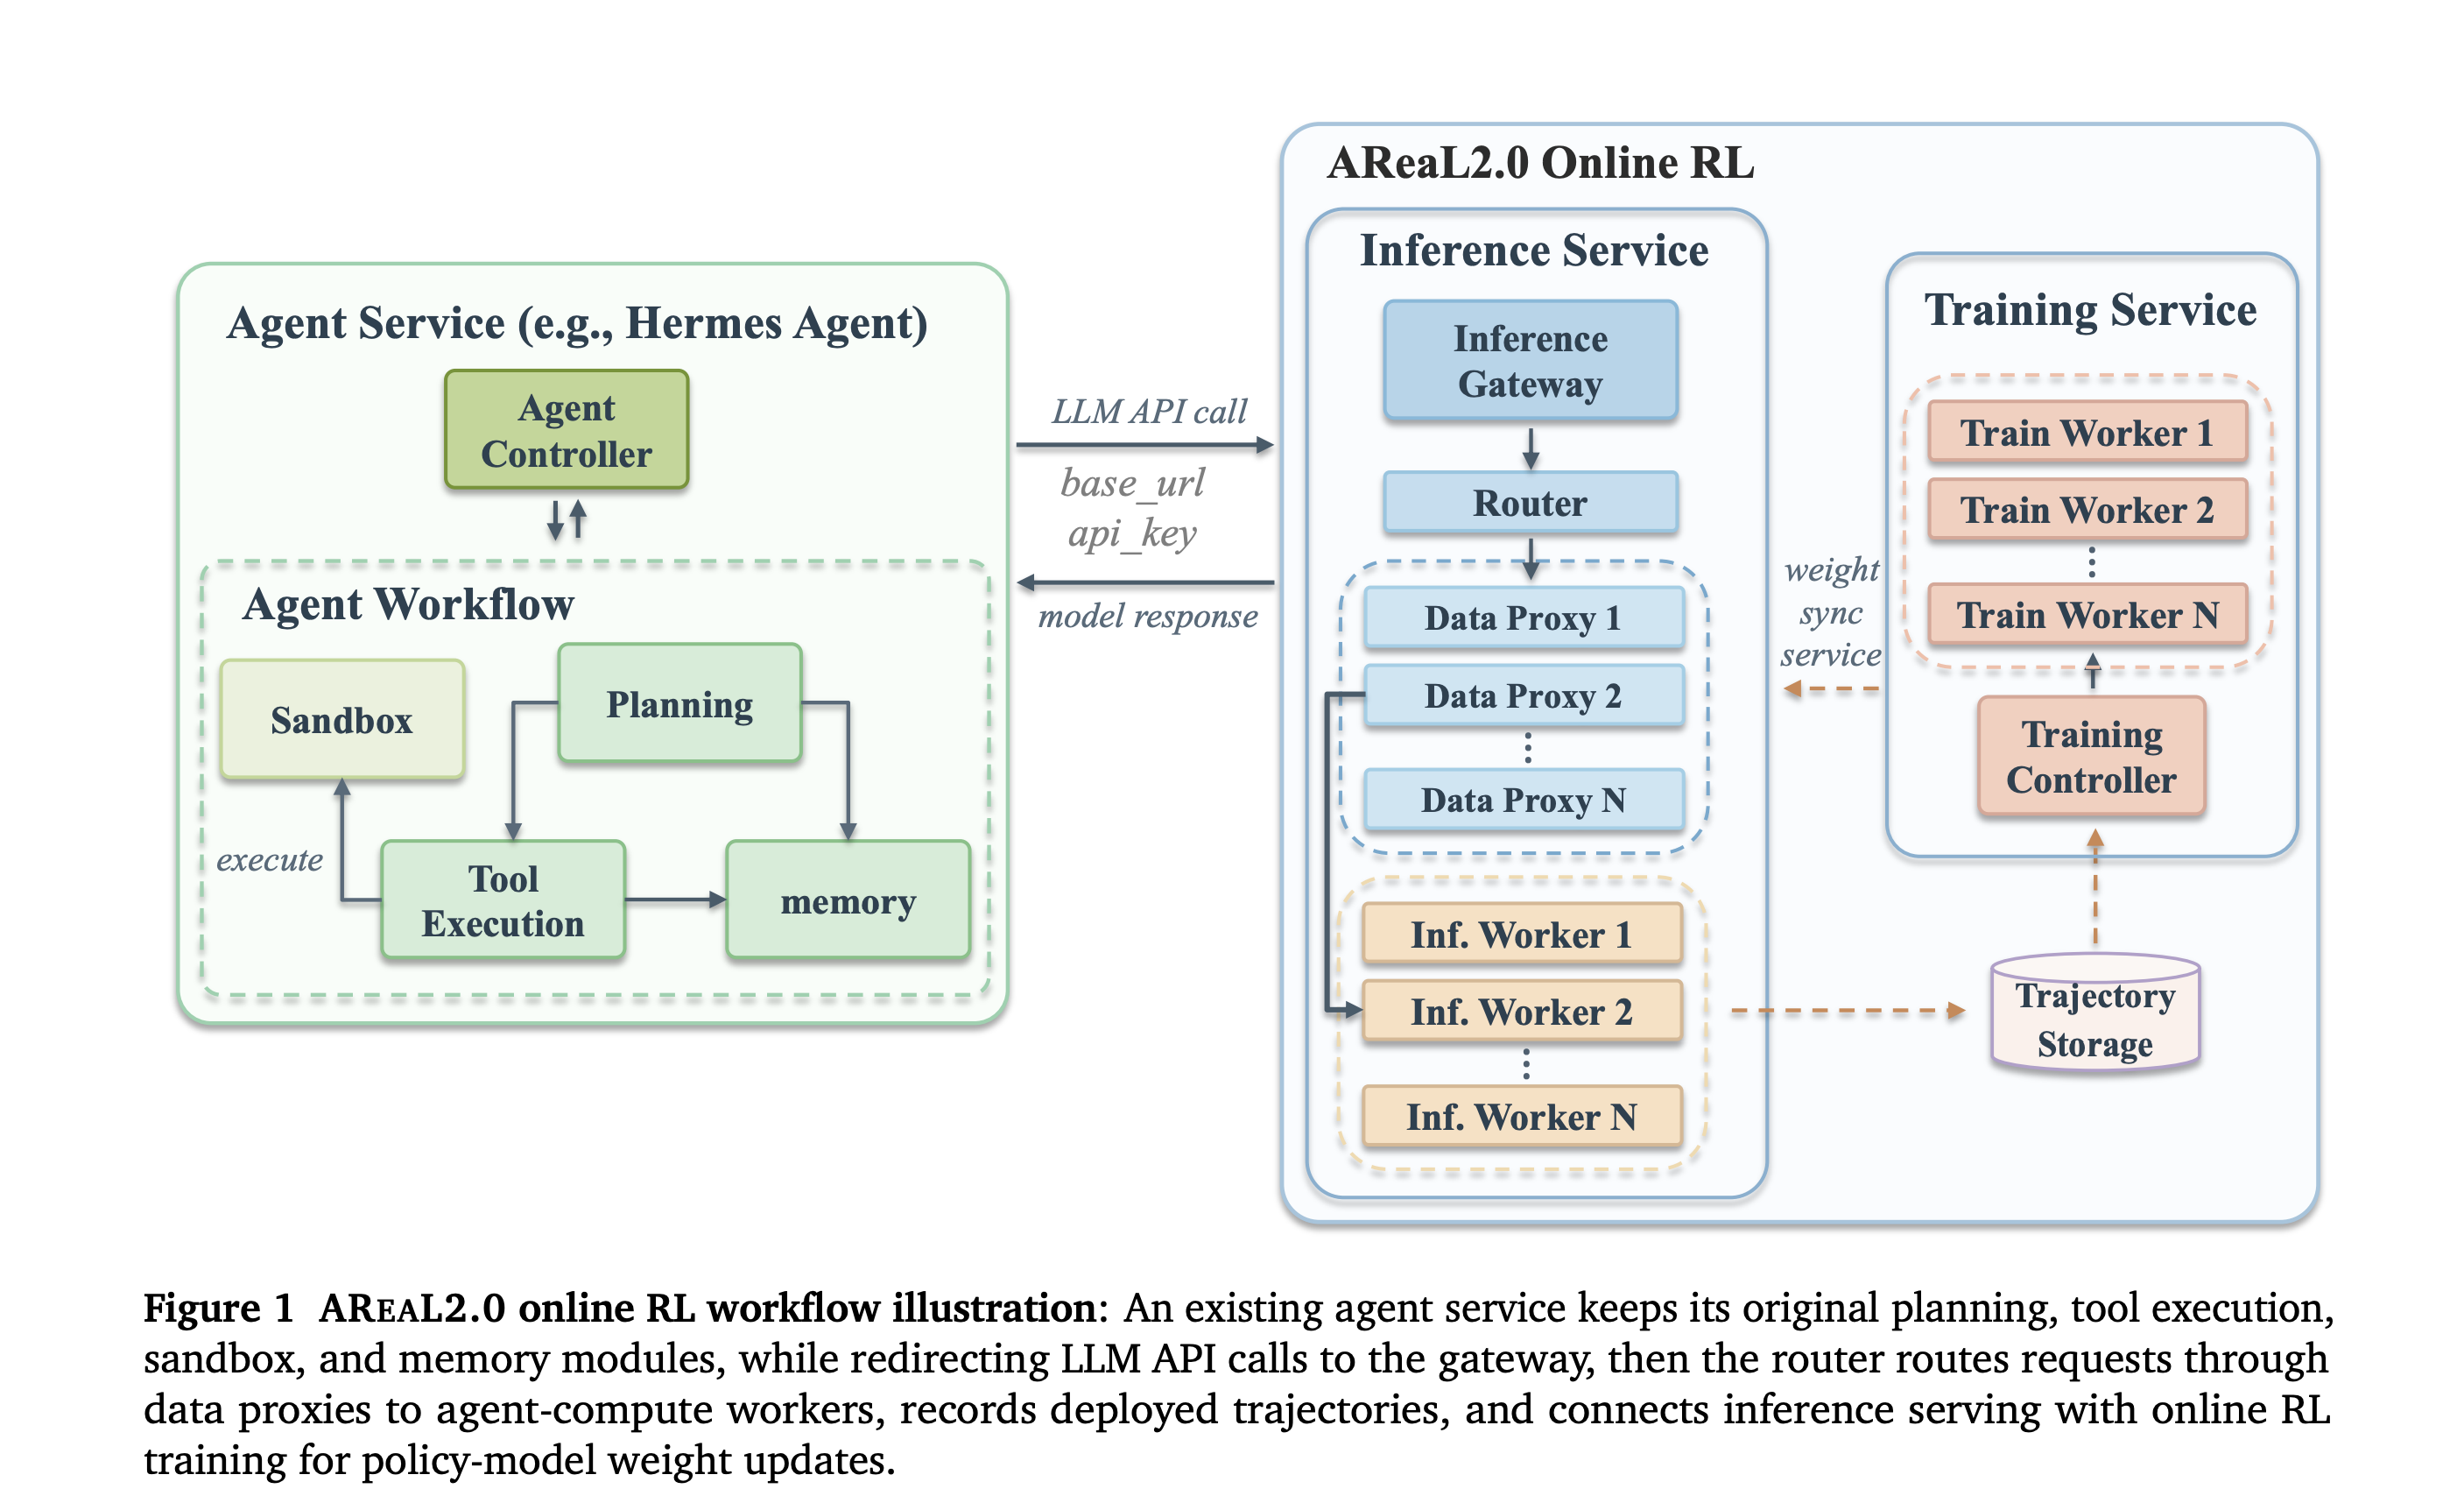 AReaL2.0 Online RL
Agent Service (e.g., Hermes Agent)
Agent
Controller
Agent Workflow
Sandbox
Planning
execute
Tool
Execution
memory
LLM API call
base_url
api_key
model response
Inference Service
Inference
Gateway
Router
Data Proxy 1
Data Proxy 2
Data Proxy N
Inf. Worker 1
Inf. Worker 2
Inf. Worker N
weight
sync
service
Training Service
Train Worker 1
Train Worker 2
Train Worker N
Training
Controller
Trajectory
Storage
Figure 1 AREAL2.0 online RL workflow illustration: An existing agent service keeps its original planning, tool execution,
sandbox, and memory modules, while redirecting LLM API calls to the gateway, then the router routes requests through
data proxies to agent-compute workers, records deployed trajectories, and connects inference serving with online RL
training for policy-model weight updates.